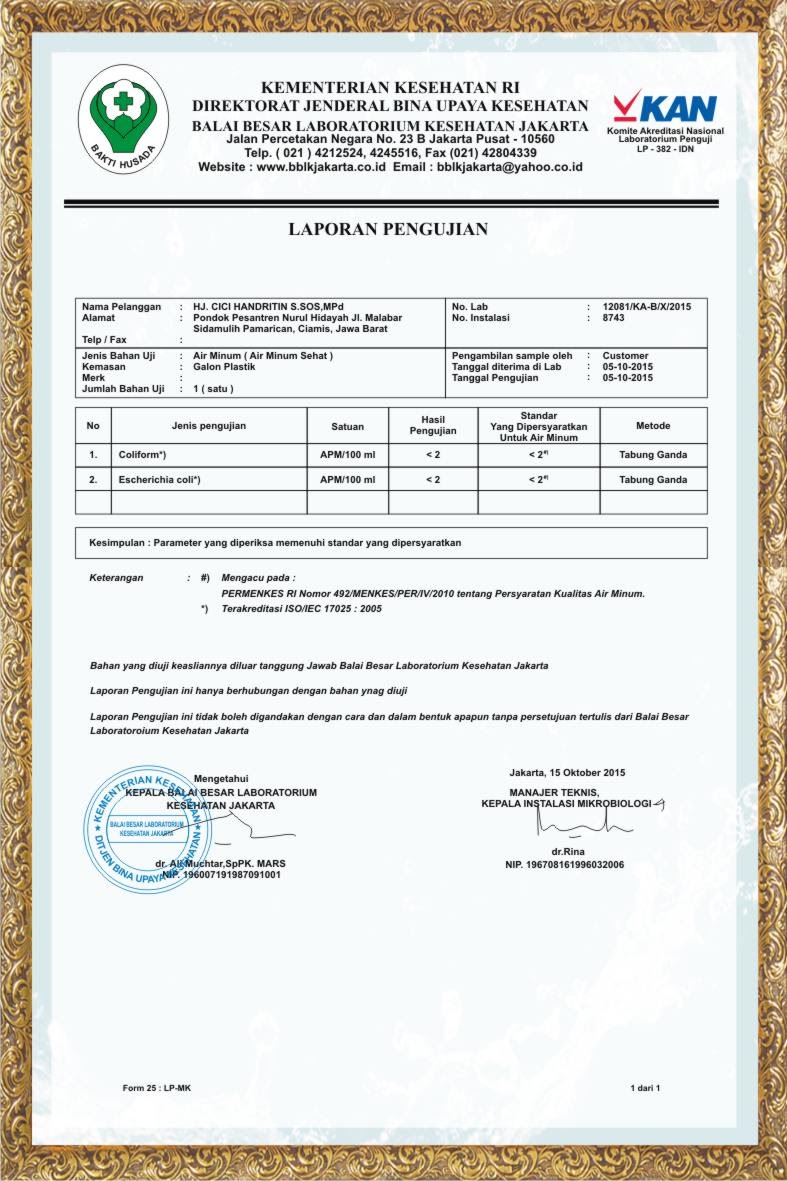 KEMENTERIAN KESEHATAN RI
DIREKTORAT JENDERAL BINA UPAYA KESEHATAN
BALAI BESAR LABORATORIUM KESEHATAN JAKARTA
Jalan Percetakan Negara No. 23 B Jakarta Pusat - 10560
Telp. ( 021 ) 4212524, 4245516, Fax (021) 42804339
Website : www.bblkjakarta.co.id Email : bblkjakarta@yahoo.co.id
BAKTI HUSADA
KAN
Komite Akreditasi Nasional
Laboratorium Penguji
LP - 382 - IDN
LAPORAN PENGUJIAN
Nama Pelanggan : HJ. CICI HANDRITIN S.SOS,MPd
Alamat : Pondok Pesantren Nurul Hidayah Jl. Malabar
Sidamulih Pamarican, Ciamis, Jawa Barat
Telp / Fax :
No. Lab : 12081/KA-B/X/2015
No. Instalasi : 8743
Jenis Bahan Uji : Air Minum ( Air Minum Sehat )
Kemasan : Galon Plastik
Merk :
Jumlah Bahan Uji : 1 ( satu )
Pengambilan sample oleh : Customer
Tanggal diterima di Lab : 05-10-2015
Tanggal Pengujian : 05-10-2015
No Jenis pengujian Satuan Hasil Pengujian Standar Yang Dipersyaratkan Untuk Air Minum Metode
1. Coliform*) APM/100 ml < 2 < 2#) Tabung Ganda
2. Escherichia coli*) APM/100 ml < 2 < 2#) Tabung Ganda
Kesimpulan : Parameter yang diperiksa memenuhi standar yang dipersyaratkan
Keterangan : #) Mengacu pada :
PERMENKES RI Nomor 492/MENKES/PER/IV/2010 tentang Persyaratan Kualitas Air Minum.
*) Terakreditasi ISO/IEC 17025 : 2005
Bahan yang diuji keasliannya diluar tanggung Jawab Balai Besar Laboratorium Kesehatan Jakarta
Laporan Pengujian ini hanya berhubungan dengan bahan ynag diuji
Laporan Pengujian ini tidak boleh digandakan dengan cara dan dalam bentuk apapun tanpa persetujuan tertulis dari Balai Besar
Laboratoroium Kesehatan Jakarta
Mengetahui
KEPALA BALAI BESAR LABORATORIUM
KESEHATAN JAKARTA
KEMENTERIAN KESEHATAN
BALAI BESAR LABORATORIUM
KESEHATAN JAKARTA
DITJEN BINA UPAYA KESEHATAN
dr. Ali Muchtar,SpPK. MARS
NIP. 196007191987091001
Jakarta, 15 Oktober 2015
MANAJER TEKNIS,
KEPALA INSTALASI MIKROBIOLOGI
dr.Rina
NIP. 196708161996032006
Form 25 : LP-MK
1 dari 1